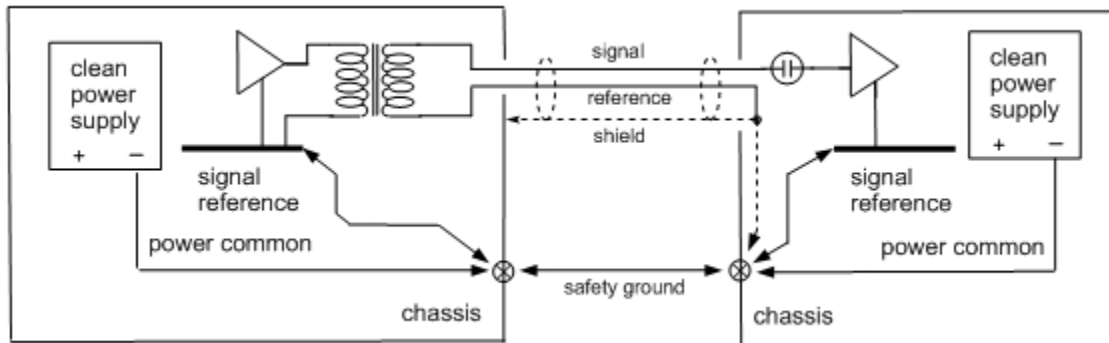 clean
power
supply
+ −
signal
reference
power common
chassis
signal
reference
shield
safety ground
chassis
signal
reference
power common
clean
power
supply
+ −